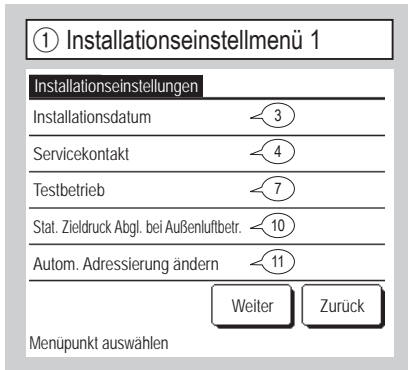 ① Installationseinstellmenü 1
Installationseinstellungen
Installationsdatum 3
Servicekontakt 4
Testbetrieb 7
Stat. Zieldruck Abgl. bei Außenluftbetr. 10
Autom. Adressierung ändern 11
Weiter Zurück
Menüpunkt auswählen